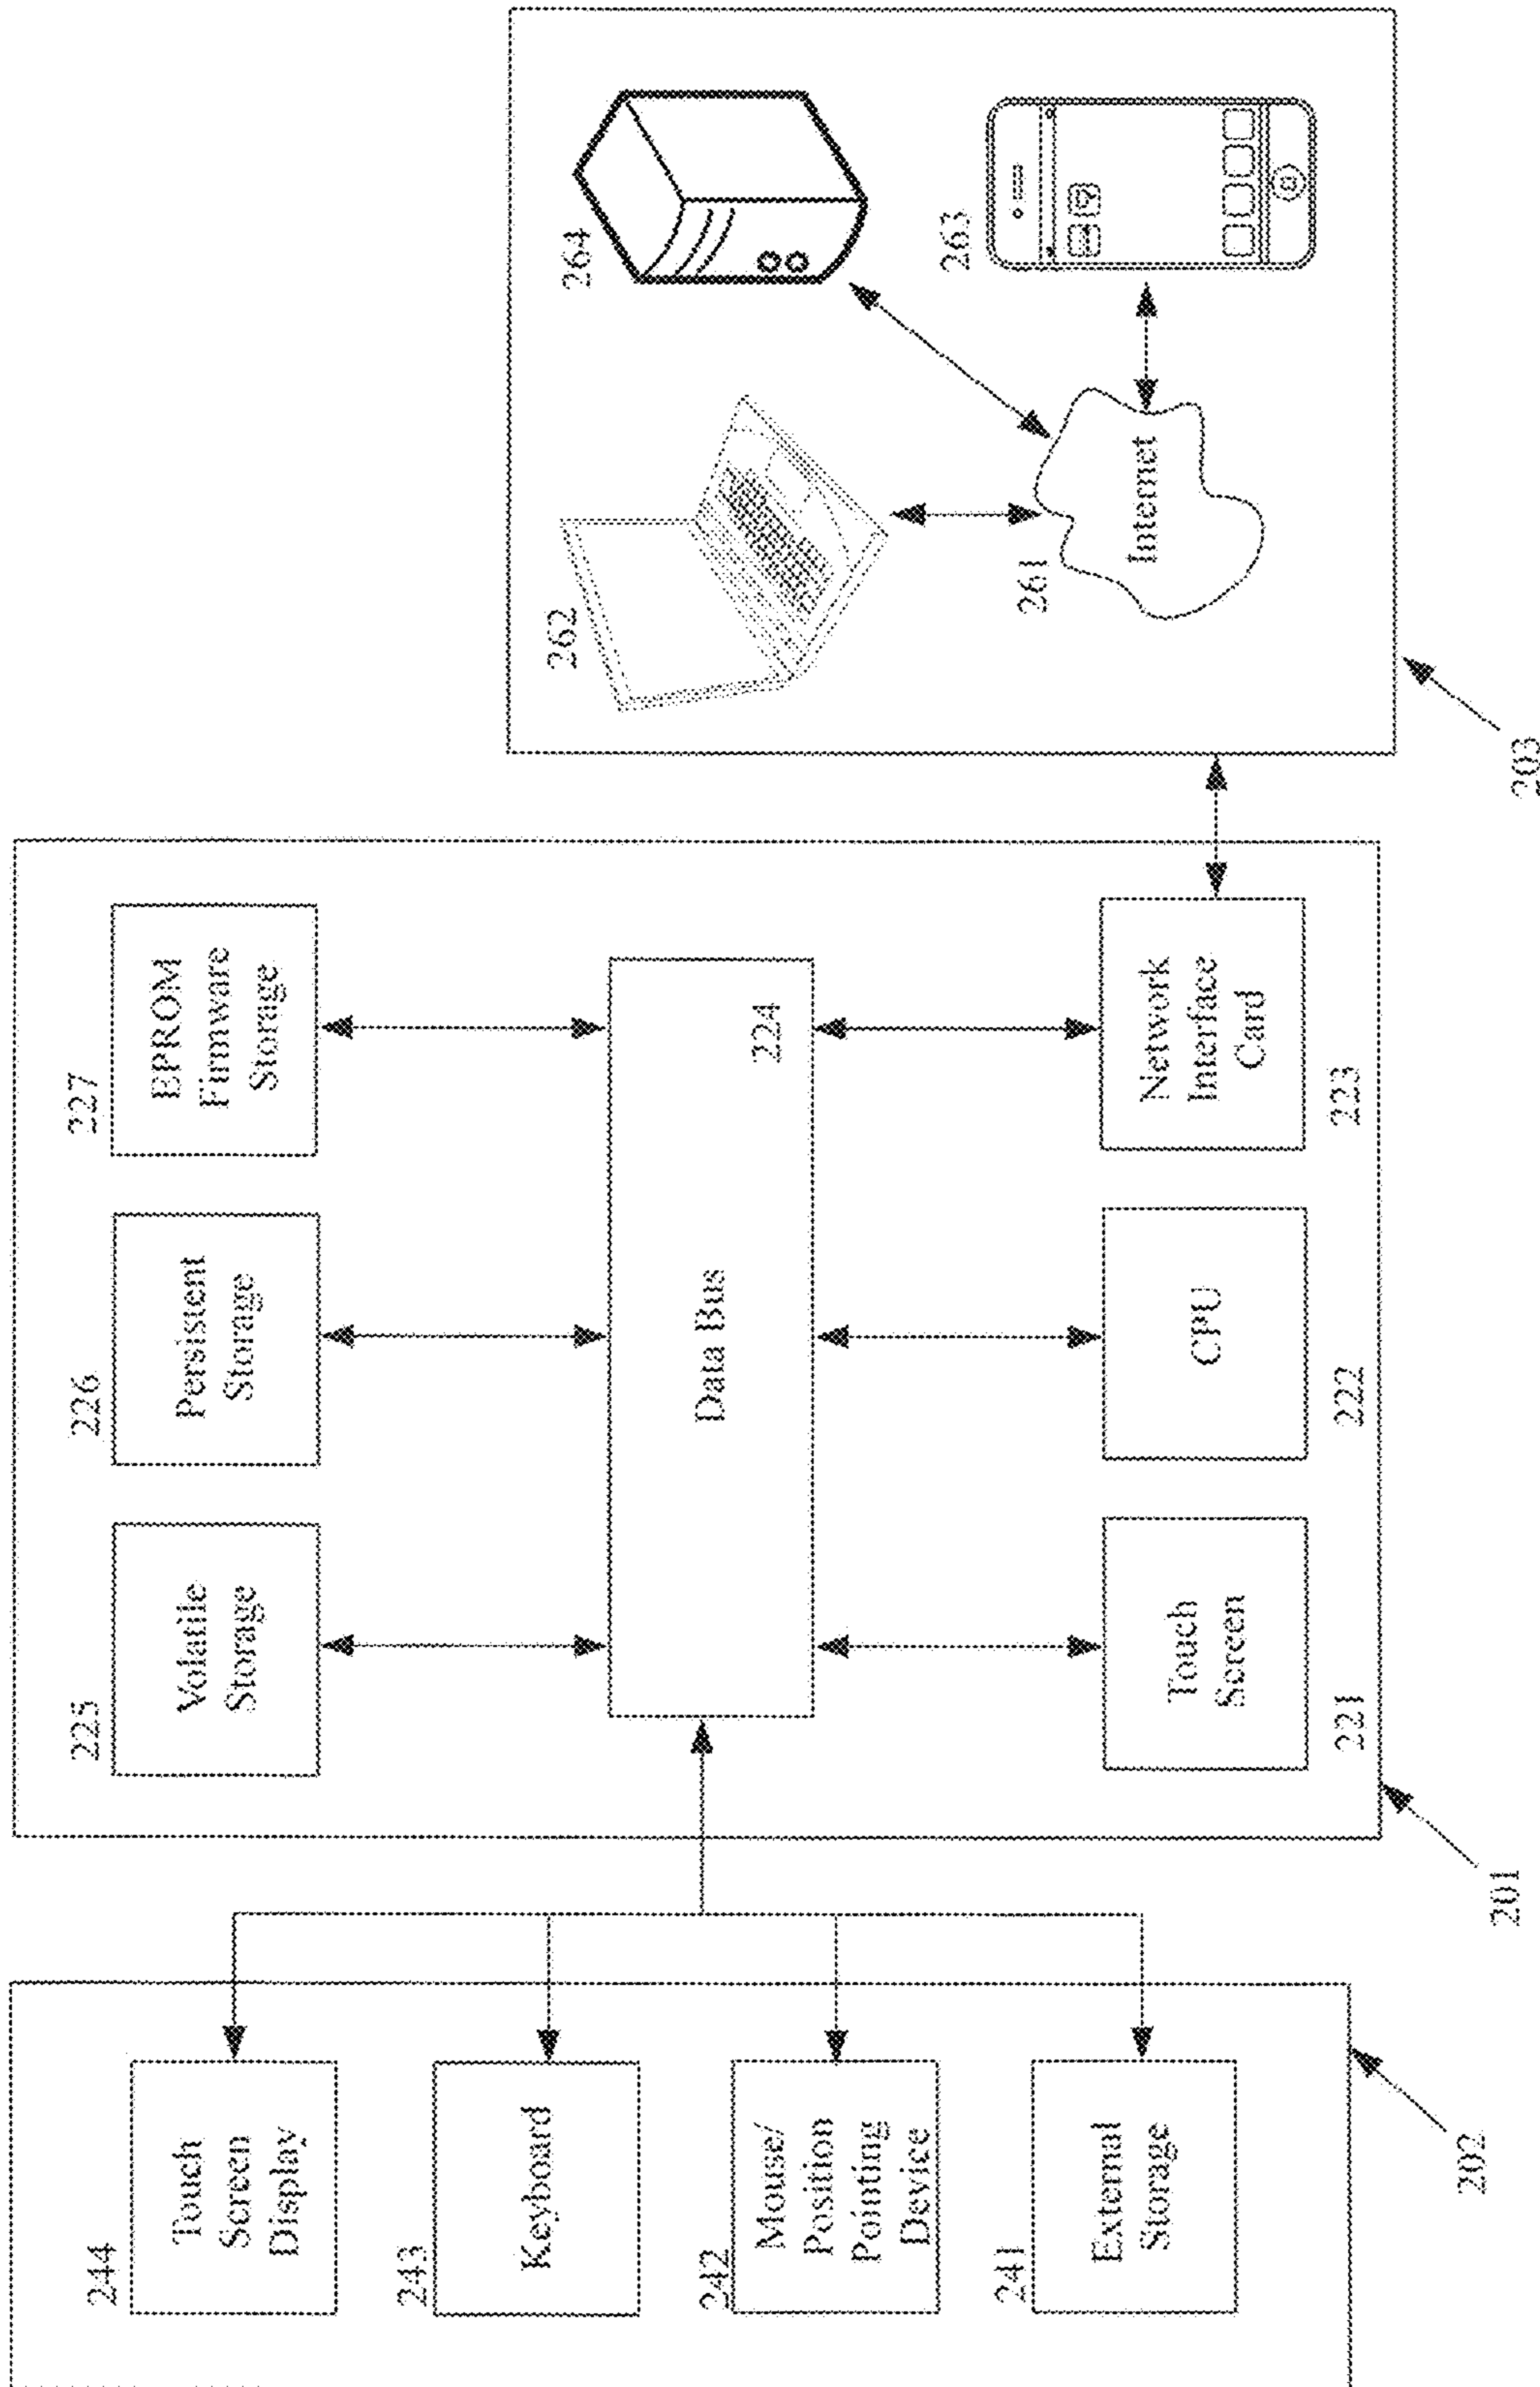 244
Touch
Screen
Display
243
Keyboard
242
Mouse/
Position
Pointing
Device
241
External
Storage
202
225
Volatile
Storage
226
Persistent
Storage
227
EPROM
Firmware
Storage
Data Bus
224
Touch
Screen
221
CPU
222
Network
Interface
Card
223
201
262
264
261
Internet
263
203